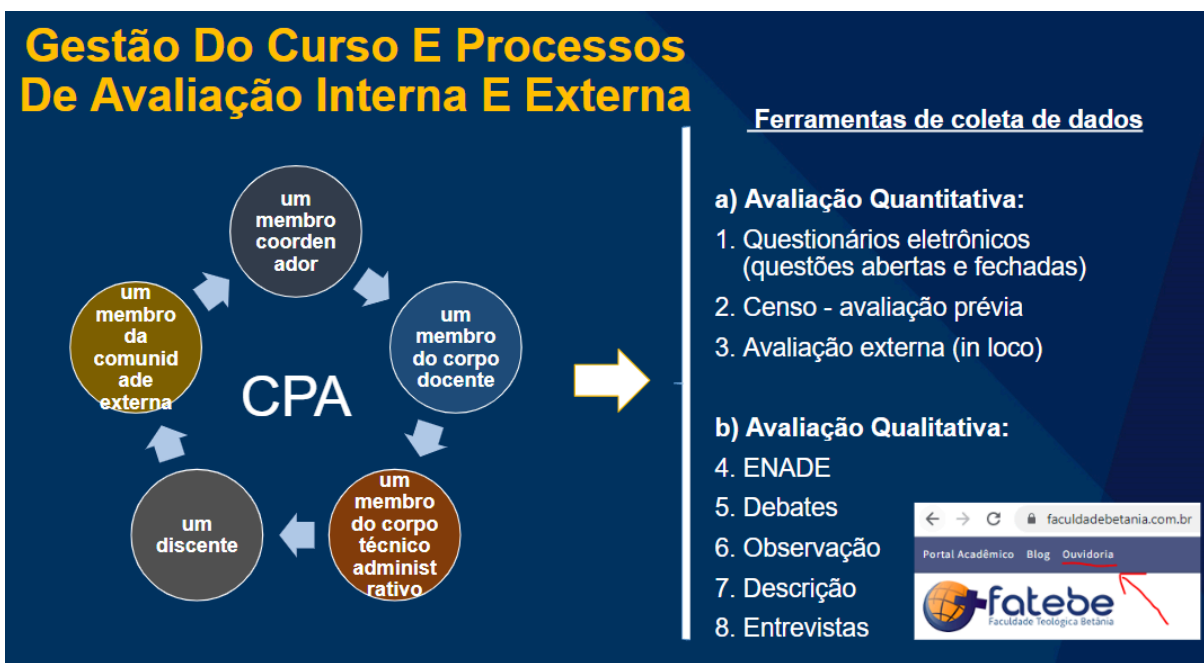 Gestão Do Curso E Processos
De Avaliação Interna E Externa
um
membro
coorden
ador
um
membro
do corpo
docente
um
membro
do corpo
técnico
administ
rativo
um
discente
um
membro
da
comunid
ade
externa
CPA
Ferramentas de coleta de dados
a) Avaliação Quantitativa:
1. Questionários eletrônicos
(questões abertas e fechadas)
2. Censo - avaliação prévia
3. Avaliação externa (in loco)
b) Avaliação Qualitativa:
4. ENADE
5. Debates
6. Observação
7. Descrição
8. Entrevistas
faculdadebetania.com.br
Portal Acadêmico Blog Ouvidoria
fatebe
Faculdade Teológica Betânia